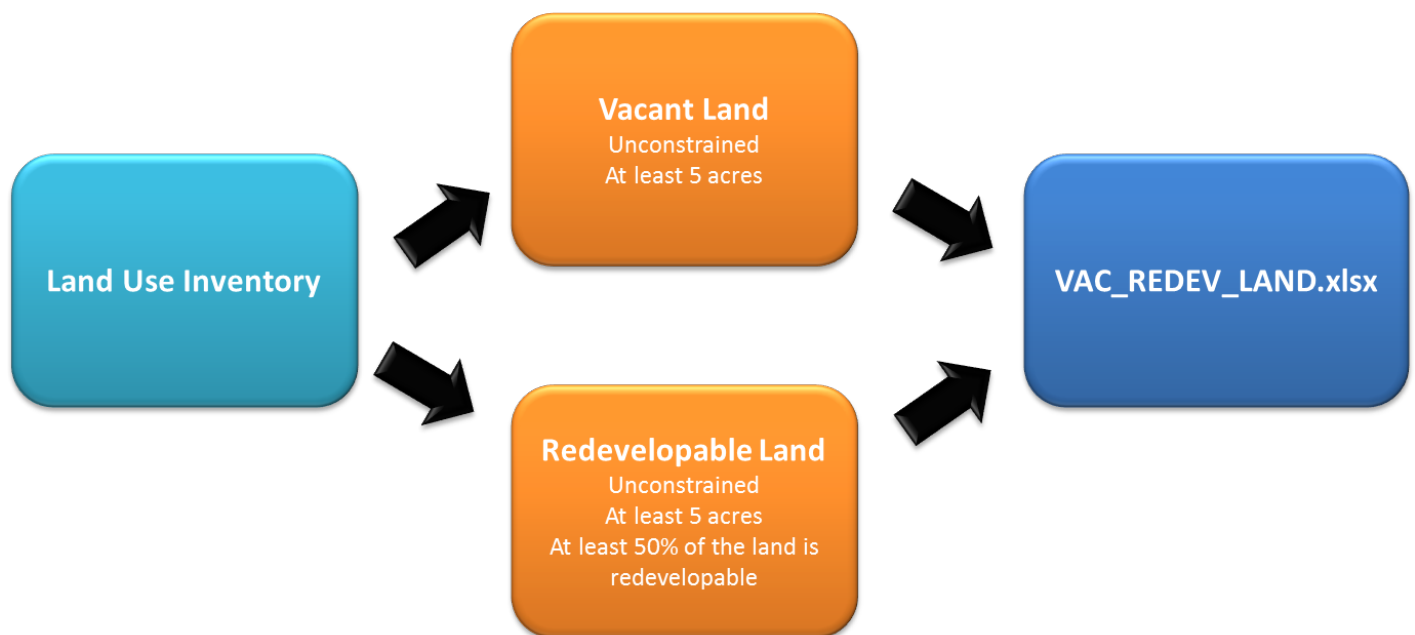 Land Use Inventory
Vacant Land
Unconstrained
At least 5 acres
Redevelopable Land
Unconstrained
At least 5 acres
At least 50% of the land is
redevelopable
VAC_REDEV_LAND.xlsx